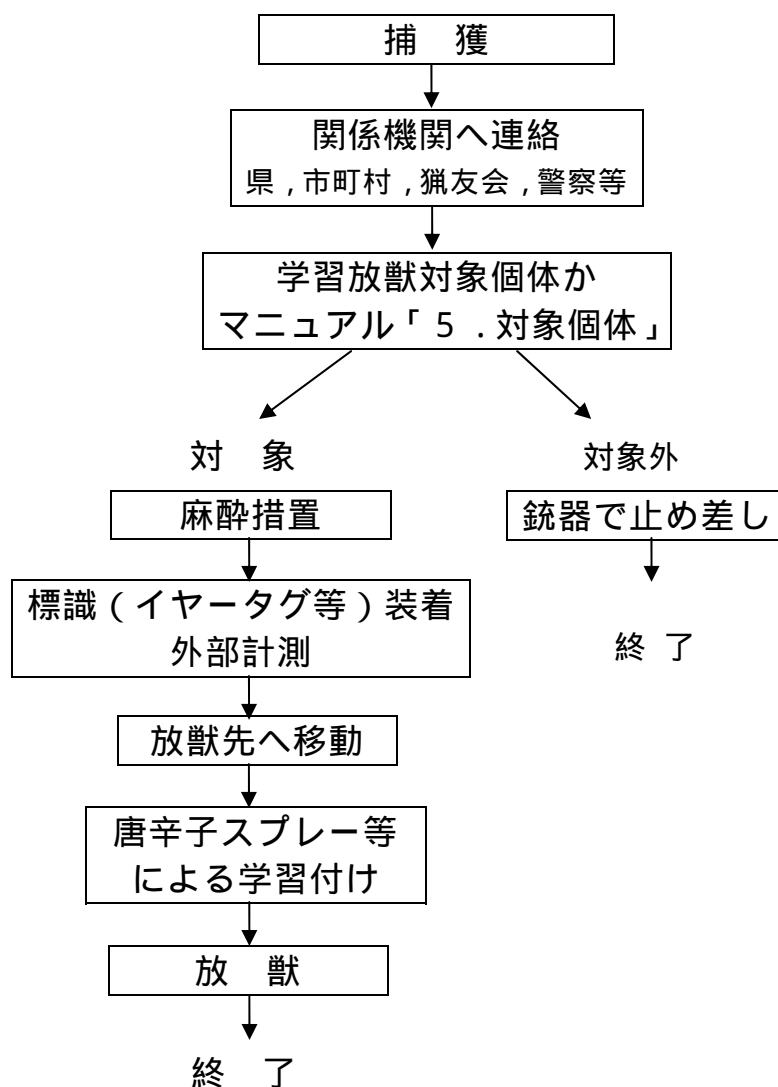 捕　獲
関係機関へ連絡
県，市町村，猟友会，警察等
学習放獣対象個体か
マニュアル「５．対象個体」
対　象
対象外
麻酔措置
銃器で止め差し
標識（イヤータグ等）装着
外部計測
終　了
放獣先へ移動
唐辛子スプレー等
による学習付け
放　獣
終　了